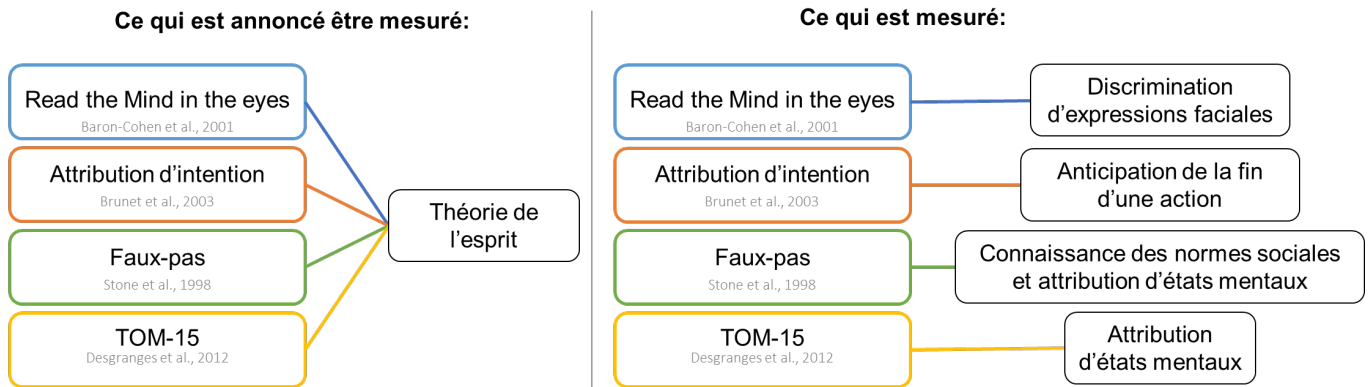 Ce qui est annoncé être mesuré:
Read the Mind in the eyes
Baron-Cohen et al., 2001
Attribution d’intention
Brunet et al., 2003
Faux-pas
Stone et al., 1998
TOM-15
Desgranges et al., 2012
Théorie de
l’esprit
Ce qui est mesuré:
Read the Mind in the eyes
Baron-Cohen et al., 2001
Discrimination
d’expressions faciales
Attribution d’intention
Brunet et al., 2003
Anticipation de la fin
d’une action
Faux-pas
Stone et al., 1998
Connaissance des normes sociales
et attribution d’états mentaux
TOM-15
Desgranges et al., 2012
Attribution
d’états mentaux